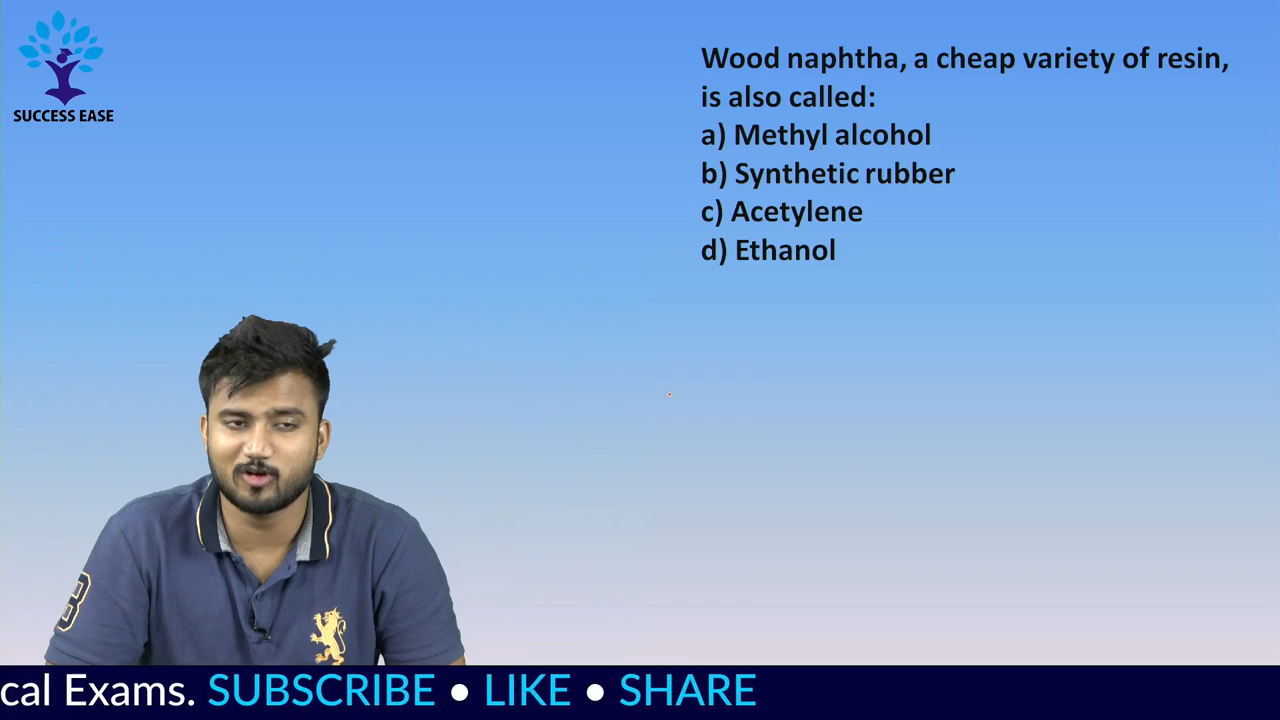 SUCCESS EASE
Wood naphtha, a cheap variety of resin,
is also called:
a) Methyl alcohol
b) Synthetic rubber
c) Acetylene
d) Ethanol
cal Exams. SUBSCRIBE ● LIKE ● SHARE